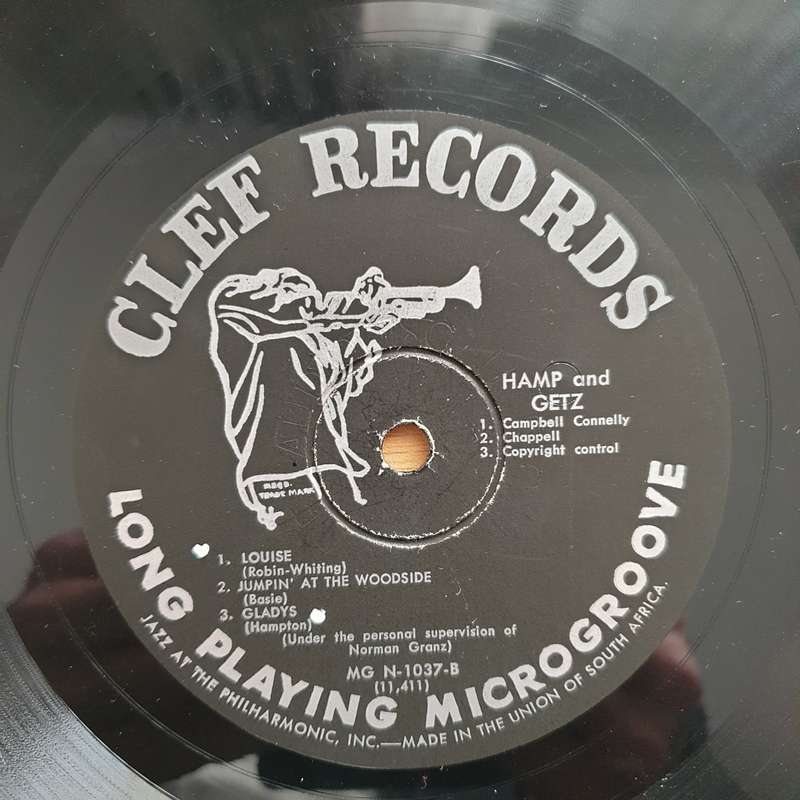 CLEF RECORDS
HAMP and
GETZ
1. Campbell Connelly
2. Chappell
3. Copyright control
REG'D.
TRADE MARK
1. LOUISE
(Robin-Whiting)
2. JUMPIN' AT THE WOODSIDE
(Basie)
3. GLADYS
(Hampton)
(Under the personal supervision of
Norman Granz)
MG N-1037-B
(11,411)
LONG PLAYING MICROGROOVE
JAZZ AT THE PHILHARMONIC, INC.—MADE IN THE UNION OF SOUTH AFRICA.